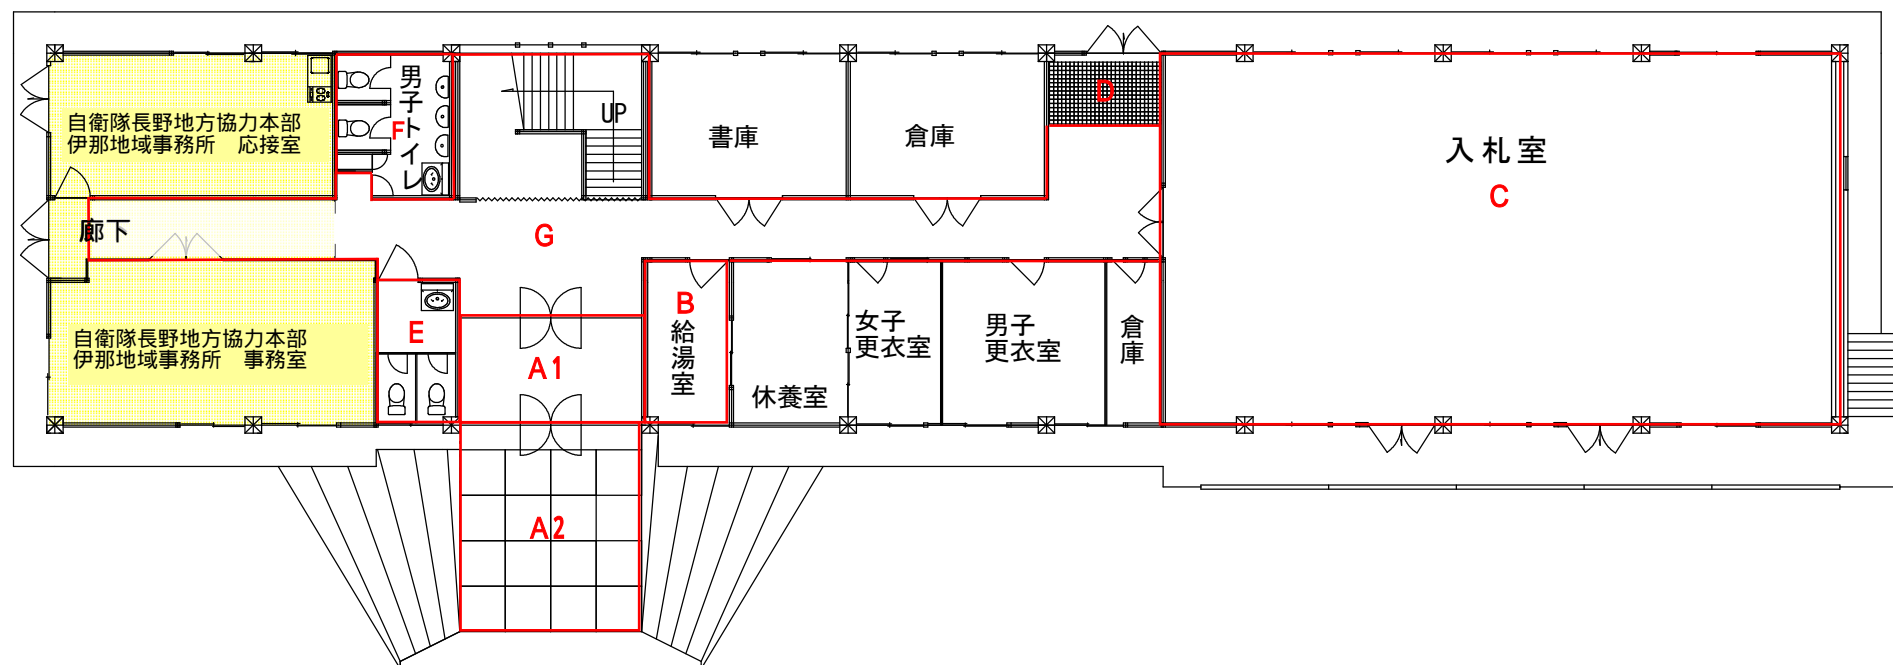 自衛隊長野地方協力本部
伊那地域事務所 応接室
男子トイレ
F
UP
書庫
倉庫
D
入札室
C
廊下
G
自衛隊長野地方協力本部
伊那地域事務所 事務室
E
A1
B
給湯室
休養室
女子
更衣室
男子
更衣室
倉庫
A2